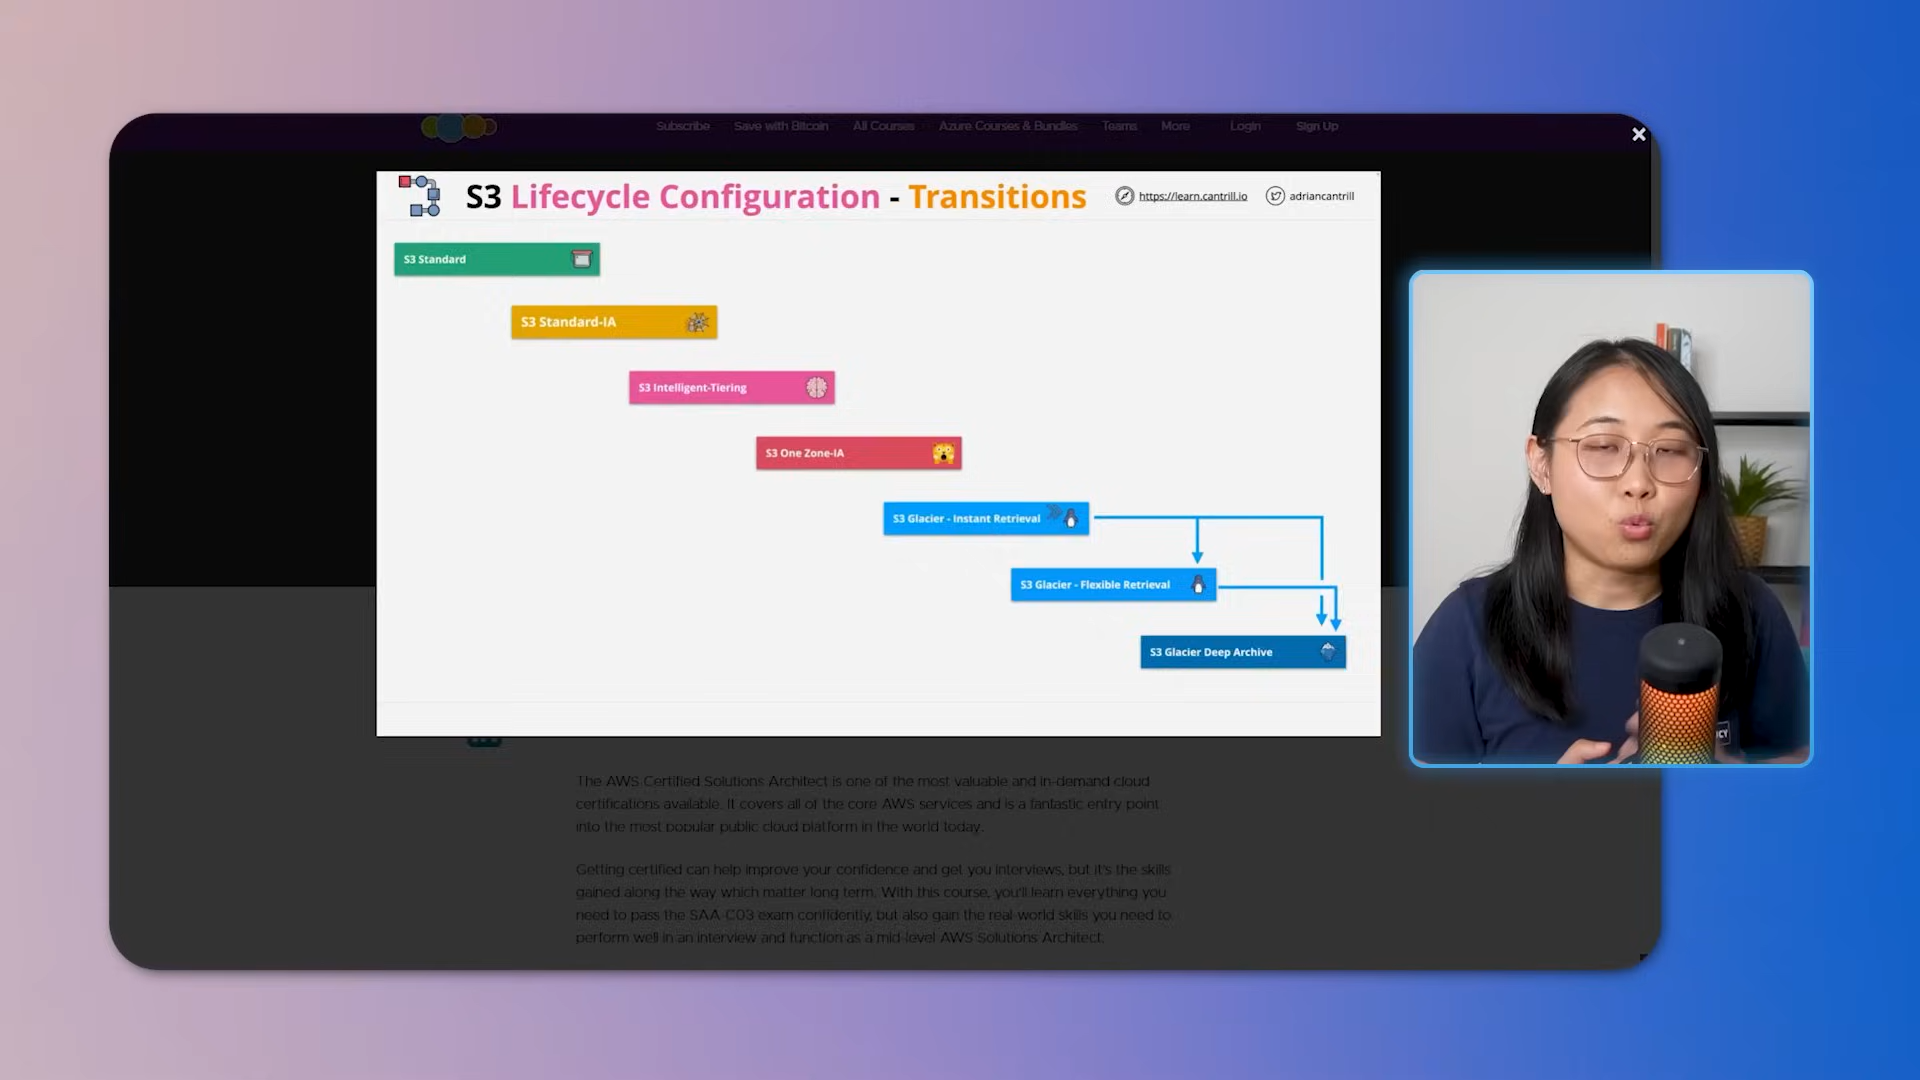 Subscribe Save with Bitcoin All Courses Azure Courses & Bundles Teams More Login Sign Up
S3 Lifecycle Configuration - Transitions
https://learn.cantrill.io
adriancantrill
S3 Standard
S3 Standard-IA
S3 Intelligent-Tiering
S3 One Zone-IA
S3 Glacier - Instant Retrieval
S3 Glacier - Flexible Retrieval
S3 Glacier Deep Archive
The AWS Certified Solutions Architect is one of the most valuable and in-demand cloud
certifications available. It covers all of the core AWS services and is a fantastic entry point
into the most popular public cloud platform in the world today.
Getting certified can help improve your confidence and get you interviews, but it's the skills
gained along the way which matter long term. With this course, you'll learn everything you
need to pass the SAA-C03 exam confidently, but also gain the real-world skills you need to
perform well in an interview and function as a mid-level AWS Solutions Architect.